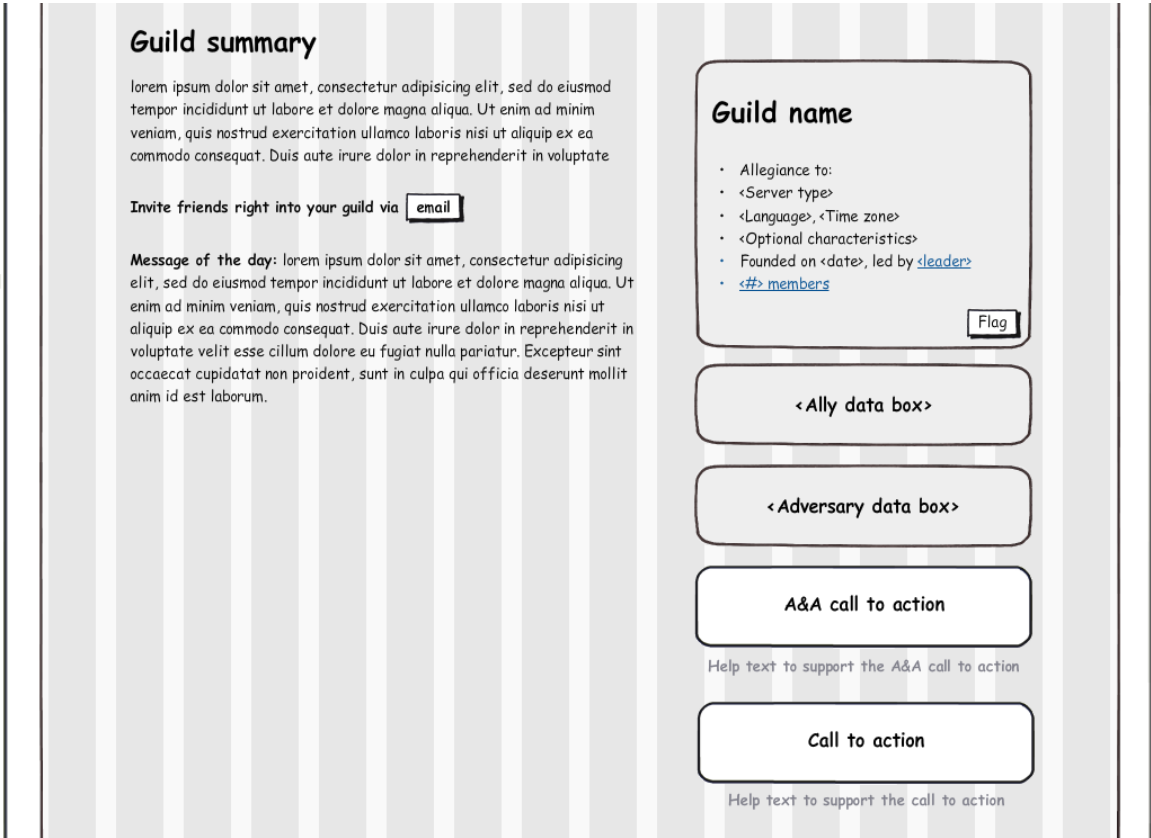 Guild summary
lorem ipsum dolor sit amet, consectetur adipisicing elit, sed do eiusmod
tempor incididunt ut labore et dolore magna aliqua. Ut enim ad minim
veniam, quis nostrud exercitation ullamco laboris nisi ut aliquip ex ea
commodo consequat. Duis aute irure dolor in reprehenderit in voluptate
Invite friends right into your guild via email
Message of the day: lorem ipsum dolor sit amet, consectetur adipisicing
elit, sed do eiusmod tempor incididunt ut labore et dolore magna aliqua. Ut
enim ad minim veniam, quis nostrud exercitation ullamco laboris nisi ut
aliquip ex ea commodo consequat. Duis aute irure dolor in reprehenderit in
voluptate velit esse cillum dolore eu fugiat nulla pariatur. Excepteur sint
occaecat cupidatat non proident, sunt in culpa qui officia deserunt mollit
anim id est laborum.
Guild name
• Allegiance to:
• <Server type>
• <Language>, <Time zone>
• <Optional characteristics>
• Founded on <date>, led by <leader>
• <#> members
Flag
<Ally data box>
<Adversary data box>
A&A call to action
Help text to support the A&A call to action
Call to action
Help text to support the call to action